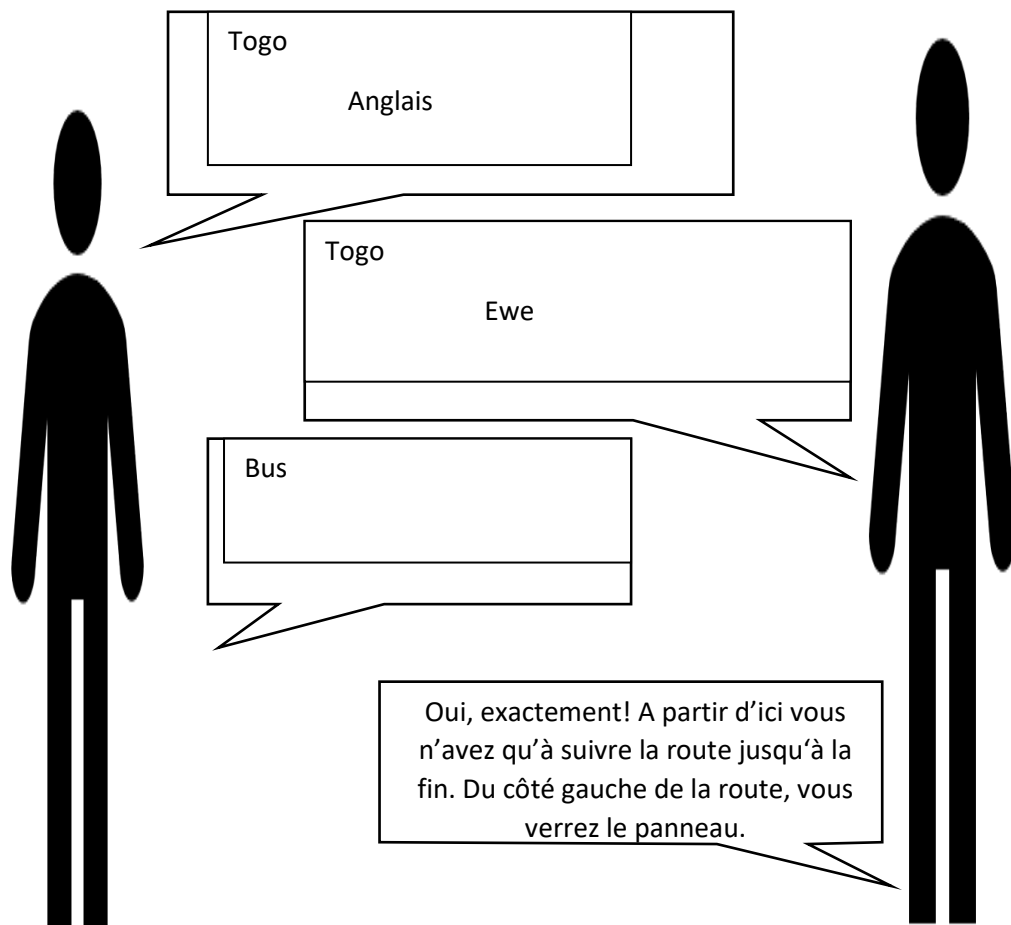 Togo
Anglais
Togo
Ewe
Bus
Oui, exactement! A partir d’ici vous
n’avez qu’à suivre la route jusqu‘à la
fin. Du côté gauche de la route, vous
verrez le panneau.